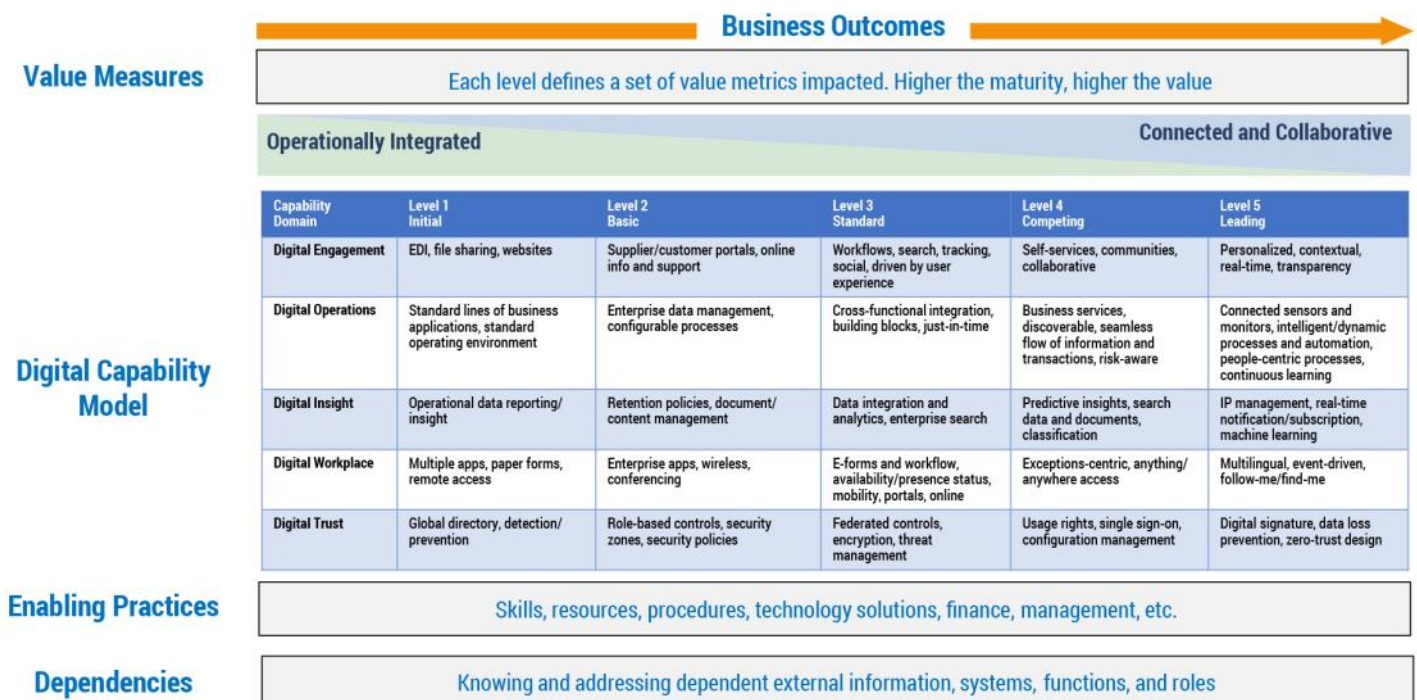 Business Outcomes
Value Measures
Each level defines a set of value metrics impacted. Higher the maturity, higher the value
Operationally Integrated
Connected and Collaborative
Digital Capability
Model
Capability
Domain
Level 1
Initial
Level 2
Basic
Level 3
Standard
Level 4
Competing
Level 5
Leading
Digital Engagement
EDI, file sharing, websites
Supplier/customer portals, online
info and support
Workflows, search, tracking,
social, driven by user
experience
Self-services, communities,
collaborative
Personalized, contextual,
real-time, transparency
Digital Operations
Standard lines of business
applications, standard
operating environment
Enterprise data management,
configurable processes
Cross-functional integration,
building blocks, just-in-time
Business services,
discoverable, seamless
flow of information and
transactions, risk-aware
Connected sensors and
monitors, intelligent/dynamic
processes and automation,
people-centric processes,
continuous learning
Digital Insight
Operational data reporting/
insight
Retention policies, document/
content management
Data integration and
analytics, enterprise search
Predictive insights, search
data and documents,
classification
IP management, real-time
notification/subscription,
machine learning
Digital Workplace
Multiple apps, paper forms,
remote access
Enterprise apps, wireless,
conferencing
E-forms and workflow,
availability/presence status,
mobility, portals, online
Exceptions-centric, anything/
anywhere access
Multilingual, event-driven,
follow-me/find-me
Digital Trust
Global directory, detection/
prevention
Role-based controls, security
zones, security policies
Federated controls,
encryption, threat
management
Usage rights, single sign-on,
configuration management
Digital signature, data loss
prevention, zero-trust design
Enabling Practices
Skills, resources, procedures, technology solutions, finance, management, etc.
Dependencies
Knowing and addressing dependent external information, systems, functions, and roles